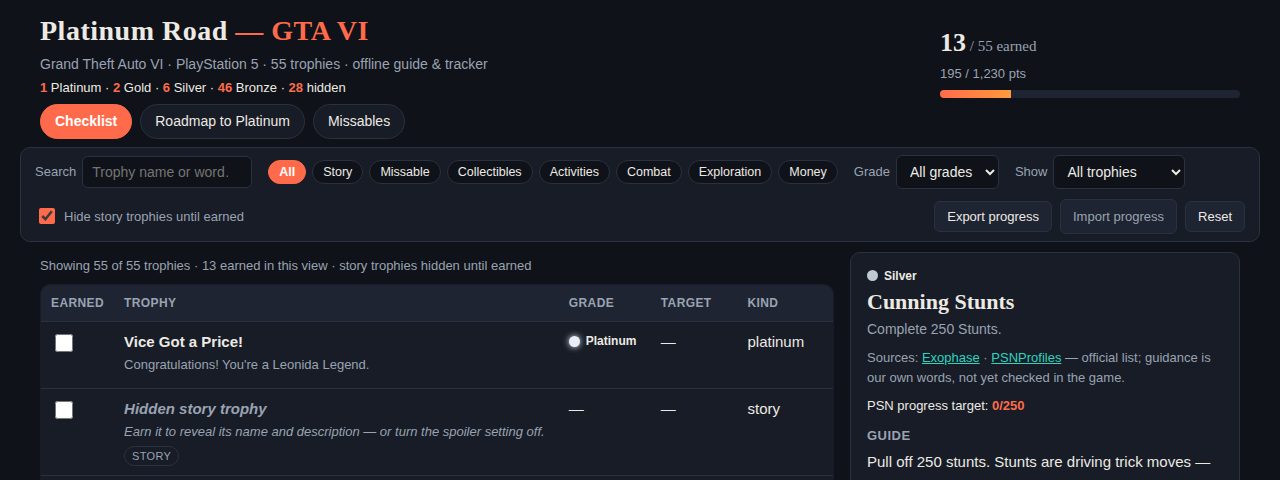 Platinum Road — GTA VI
Grand Theft Auto VI · PlayStation 5 · 55 trophies · offline guide & tracker
1 Platinum · 2 Gold · 6 Silver · 46 Bronze · 28 hidden
13 / 55 earned
195 / 1,230 pts
Checklist Roadmap to Platinum Missables
Search Trophy name or word. All Story Missable Collectibles Activities Combat Exploration Money Grade All grades Show All trophies
Hide story trophies until earned Export progress Import progress Reset
Showing 55 of 55 trophies · 13 earned in this view · story trophies hidden until earned
EARNED TROPHY GRADE TARGET KIND
Vice Got a Price! Platinum — platinum
Congratulations! You're a Leonida Legend.
Hidden story trophy — — story
Earn it to reveal its name and description — or turn the spoiler setting off.
STORY
Silver
Cunning Stunts
Complete 250 Stunts.
Sources: Exophase · PSNProfiles — official list; guidance is
our own words, not yet checked in the game.
PSN progress target: 0/250
GUIDE
Pull off 250 stunts. Stunts are driving trick moves —